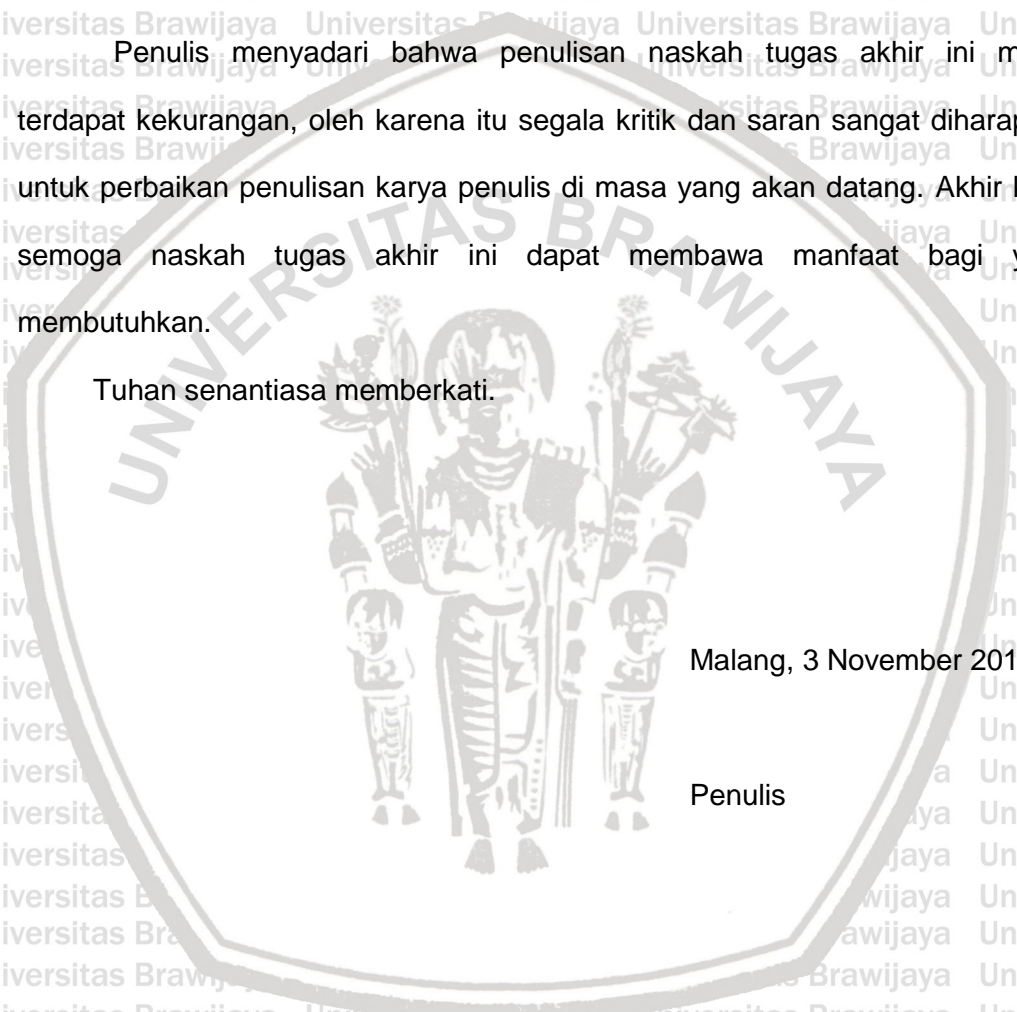 Penulis menyadari bahwa penulisan naskah tugas akhir ini m
terdapat kekurangan, oleh karena itu segala kritik dan saran sangat diharap
untuk perbaikan penulisan karya penulis di masa yang akan datang. Akhir
semoga naskah tugas akhir ini dapat membawa manfaat bagi y
membutuhkan.
Tuhan senantiasa memberkati.
UNIVERSITAS BRAWIJAYA
Malang, 3 November 201
Penulis